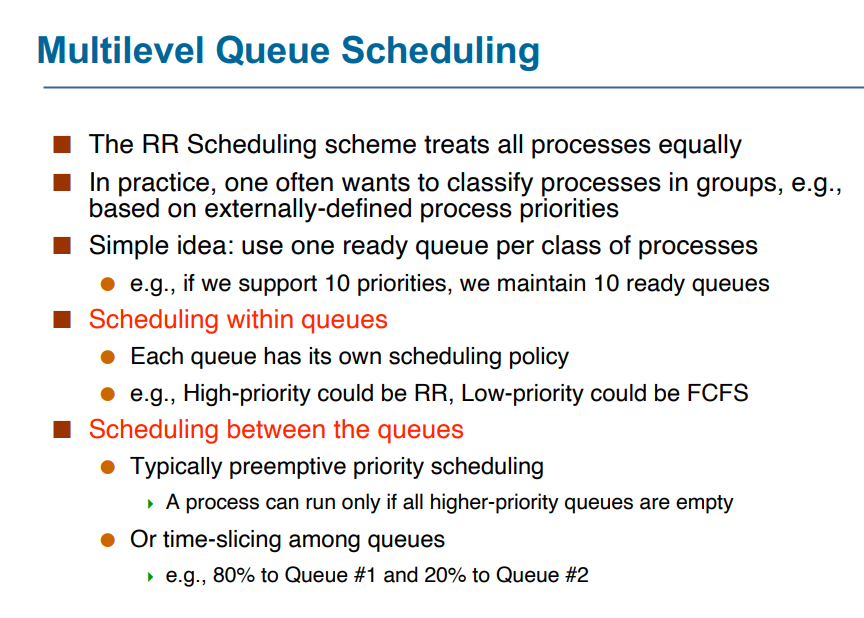 Multilevel Queue Scheduling
The RR Scheduling scheme treats all processes equally
In practice, one often wants to classify processes in groups, e.g.,
based on externally-defined process priorities
Simple idea: use one ready queue per class of processes
e.g., if we support 10 priorities, we maintain 10 ready queues
Scheduling within queues
Each queue has its own scheduling policy
e.g., High-priority could be RR, Low-priority could be FCFS
Scheduling between the queues
Typically preemptive priority scheduling
A process can run only if all higher-priority queues are empty
Or time-slicing among queues
e.g., 80% to Queue #1 and 20% to Queue #2